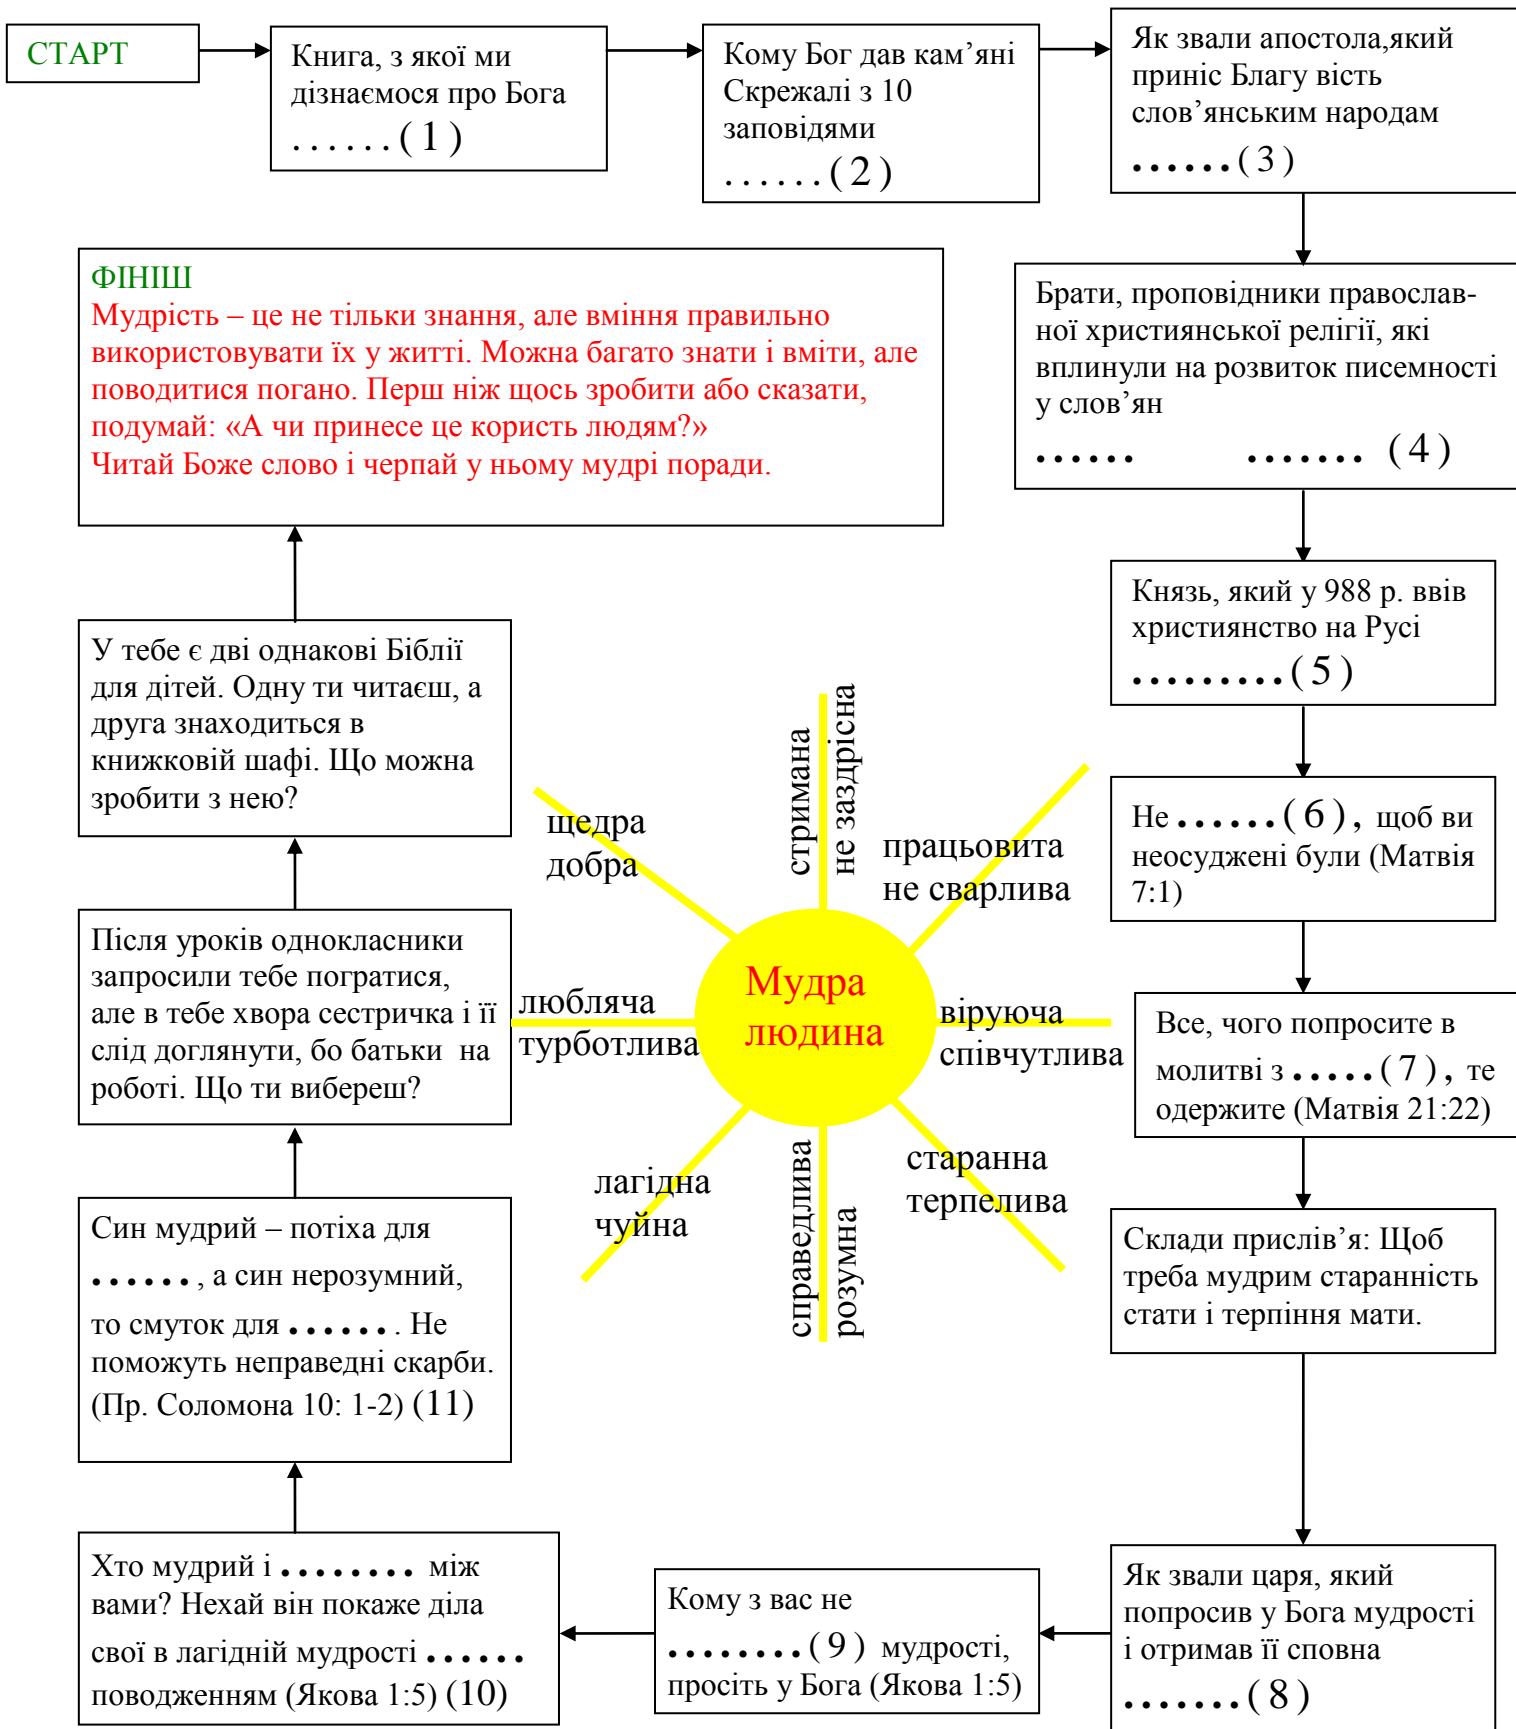 СТАРТ
Книга, з якої ми
дізнаємося про Бога
......(1)
Кому Бог дав кам’яні
Скрежалі з 10
заповідями
......(2)
Як звали апостола,який
приніс Благу вість
слов’янським народам
......(3)
Брати, проповідники православ-
ної християнської релігії, які
вплинули на розвиток писемності
у слов’ян
...... ....... (4)
Князь, який у 988 р. ввів
християнство на Русі
.........(5)
Не ......(6), щоб ви
неосуджені були (Матвія
7:1)
Все, чого попросите в
молитві з .....(7), те
одержите (Матвія 21:22)
Склади прислів’я: Щоб
треба мудрим старанність
стати і терпіння мати.
Як звали царя, який
попросив у Бога мудрості
і отримав її сповна
.......(8)
Кому з вас не
........(9) мудрості,
просіть у Бога (Якова 1:5)
Хто мудрий і ........ між
вами? Нехай він покаже діла
свої в лагідній мудрості ......
поводженням (Якова 1:5) (10)
Син мудрий – потіха для
......, а син нерозумний,
то смуток для ....... Не
поможуть неправедні скарби.
(Пр. Соломона 10: 1-2) (11)
Після уроків однокласники
запросили тебе погратися,
але в тебе хвора сестричка і її
слід доглянути, бо батьки на
роботі. Що ти вибереш?
У тебе є дві однакові Біблії
для дітей. Одну ти читаєш, а
друга знаходиться в
книжковій шафі. Що можна
зробити з нею?
ФІНІШ
Мудрість – це не тільки знання, але вміння правильно
використовувати їх у житті. Можна багато знати і вміти, але
поводитися погано. Перш ніж щось зробити або сказати,
подумай: «А чи принесе це користь людям?»
Читай Боже слово і черпай у ньому мудрі поради.
Мудра
людина
щедра
добра
стримана
не заздрісна
працьовита
не сварлива
віруюча
співчутлива
старанна
терпелива
справедлива
розумна
лагідна
чуйна
любляча
турботлива